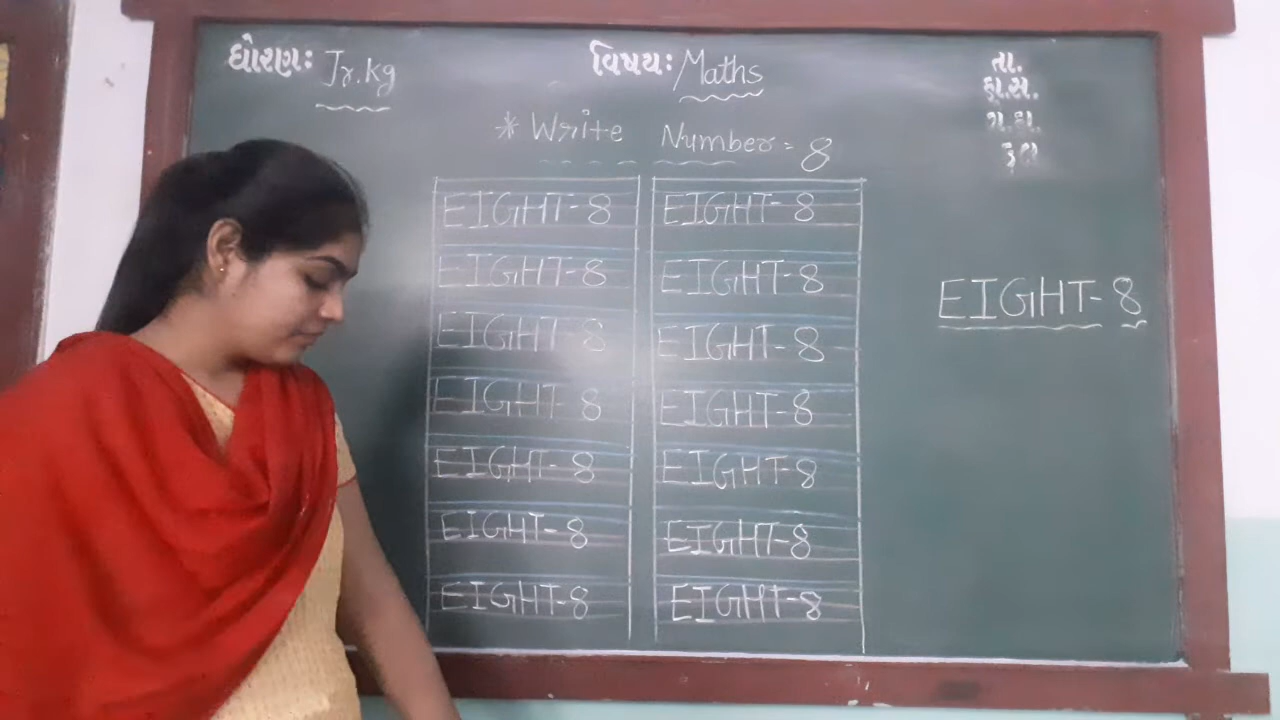 ધોરણ: Jr.kg
વિષય: Maths
તા.
હા.સ.
ગે.હા.
કુલ
* Write Number = 8
EIGHT-8 EIGHT-8
EIGHT-8 EIGHT-8
EIGHT-8 EIGHT-8
EIGHT-8 EIGHT-8
EIGHT-8 EIGHT-8
EIGHT-8 EIGHT-8
EIGHT-8 EIGHT-8
EIGHT-8